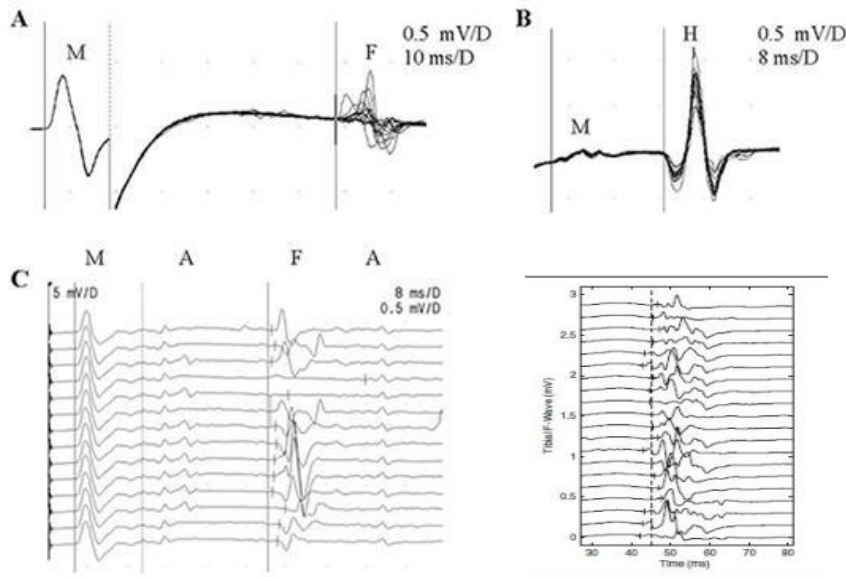 A
M
F
0.5 mV/D
10 ms/D
B
M
H
0.5 mV/D
8 ms/D
C
M
A
F
A
5 mV/D
8 ms/D
0.5 mV/D
Tibial F-Wave (mV)
3
2.5
2
1.5
1
0.5
0
30
40
50
60
70
80
Time (ms)